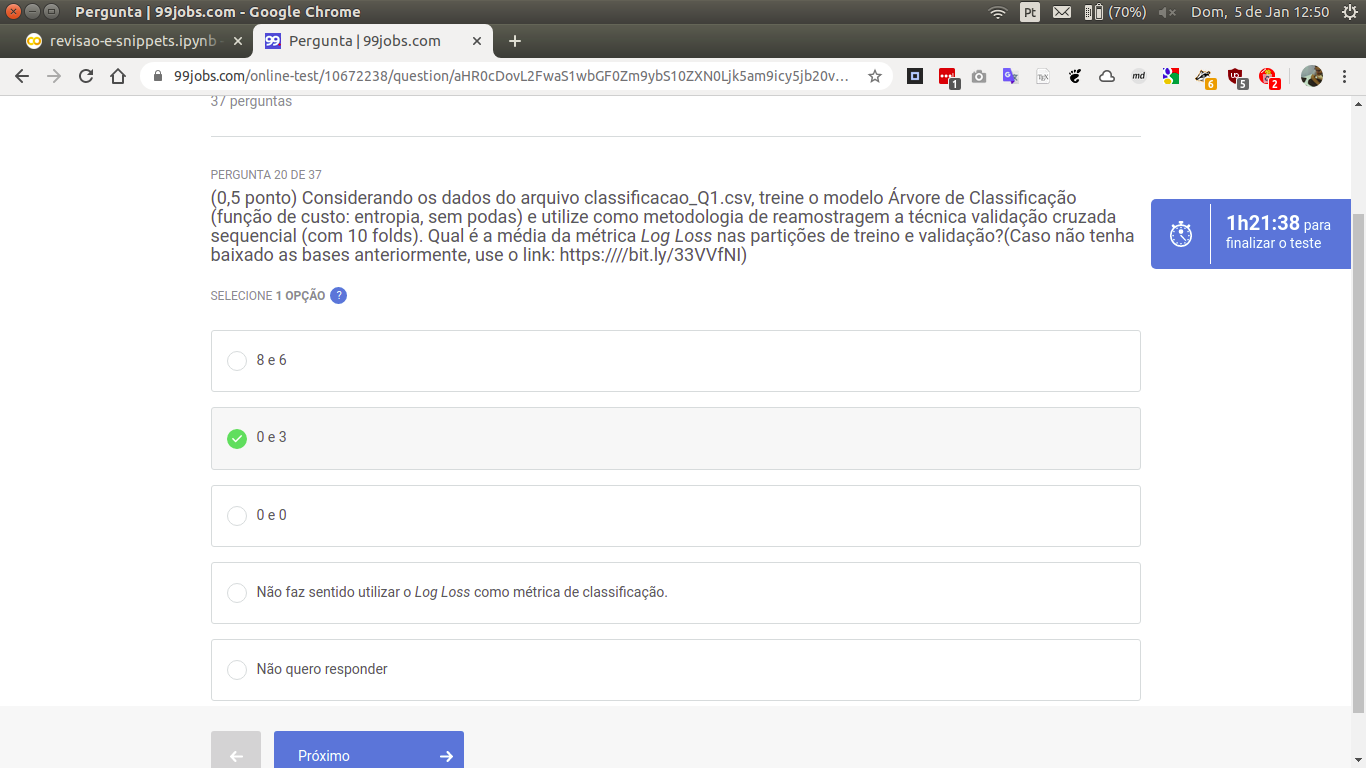 Pergunta | 99jobs.com - Google Chrome
Pt
(70%)
Dom, 5 de Jan 12:50
revisao-e-snippets.ipynb
Pergunta | 99jobs.com
99jobs.com/online-test/10672238/question/aHR0cDovL2FwaS1wbGF0Zm9ybS10ZXN0Ljk5am9icy5jb20v...
1
md
6
5
2
37 perguntas
PERGUNTA 20 DE 37
(0,5 ponto) Considerando os dados do arquivo classificacao_Q1.csv, treine o modelo Árvore de Classificação
(função de custo: entropia, sem podas) e utilize como metodologia de reamostragem a técnica validação cruzada
sequencial (com 10 folds). Qual é a média da métrica Log Loss nas partições de treino e validação?(Caso não tenha
baixado as bases anteriormente, use o link: https:////bit.ly/33VVfNI)
1h21:38 para
finalizar o teste
SELECIONE 1 OPÇÃO ?
8 e 6
0 e 3
0 e 0
Não faz sentido utilizar o Log Loss como métrica de classificação.
Não quero responder
Próximo